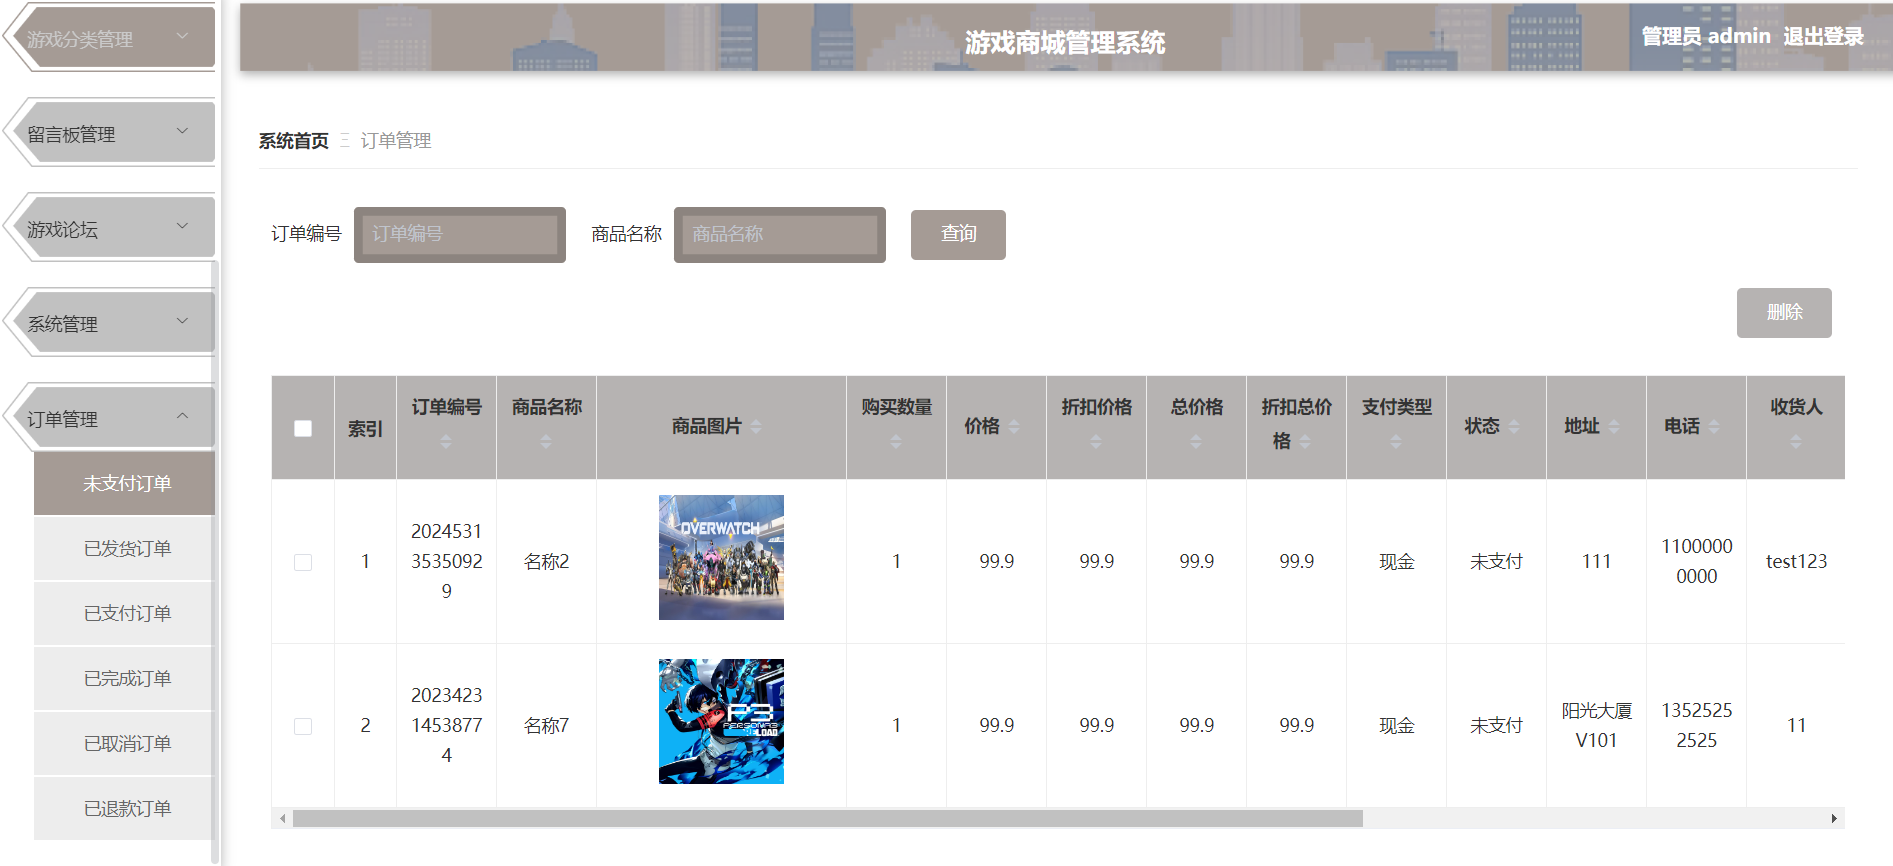 游戏商城管理系统
管理员 admin 退出登录
游戏分类管理
留言板管理
游戏论坛
系统管理
订单管理
未支付订单
已发货订单
已支付订单
已完成订单
已取消订单
已退款订单
系统首页 订单管理
订单编号 订单编号 商品名称 商品名称 查询
删除
索引 订单编号 商品名称 商品图片 购买数量 价格 折扣价格 总价格 折扣总价格 支付类型 状态 地址 电话 收货人
1 202453135350929 名称2 1 99.9 99.9 99.9 99.9 现金 未支付 111 11000000000 test123
OVERWATCH
2 202342314538774 名称7 1 99.9 99.9 99.9 99.9 现金 未支付 阳光大厦V101 13525252525 11
P3
PERSONA3
RELOAD